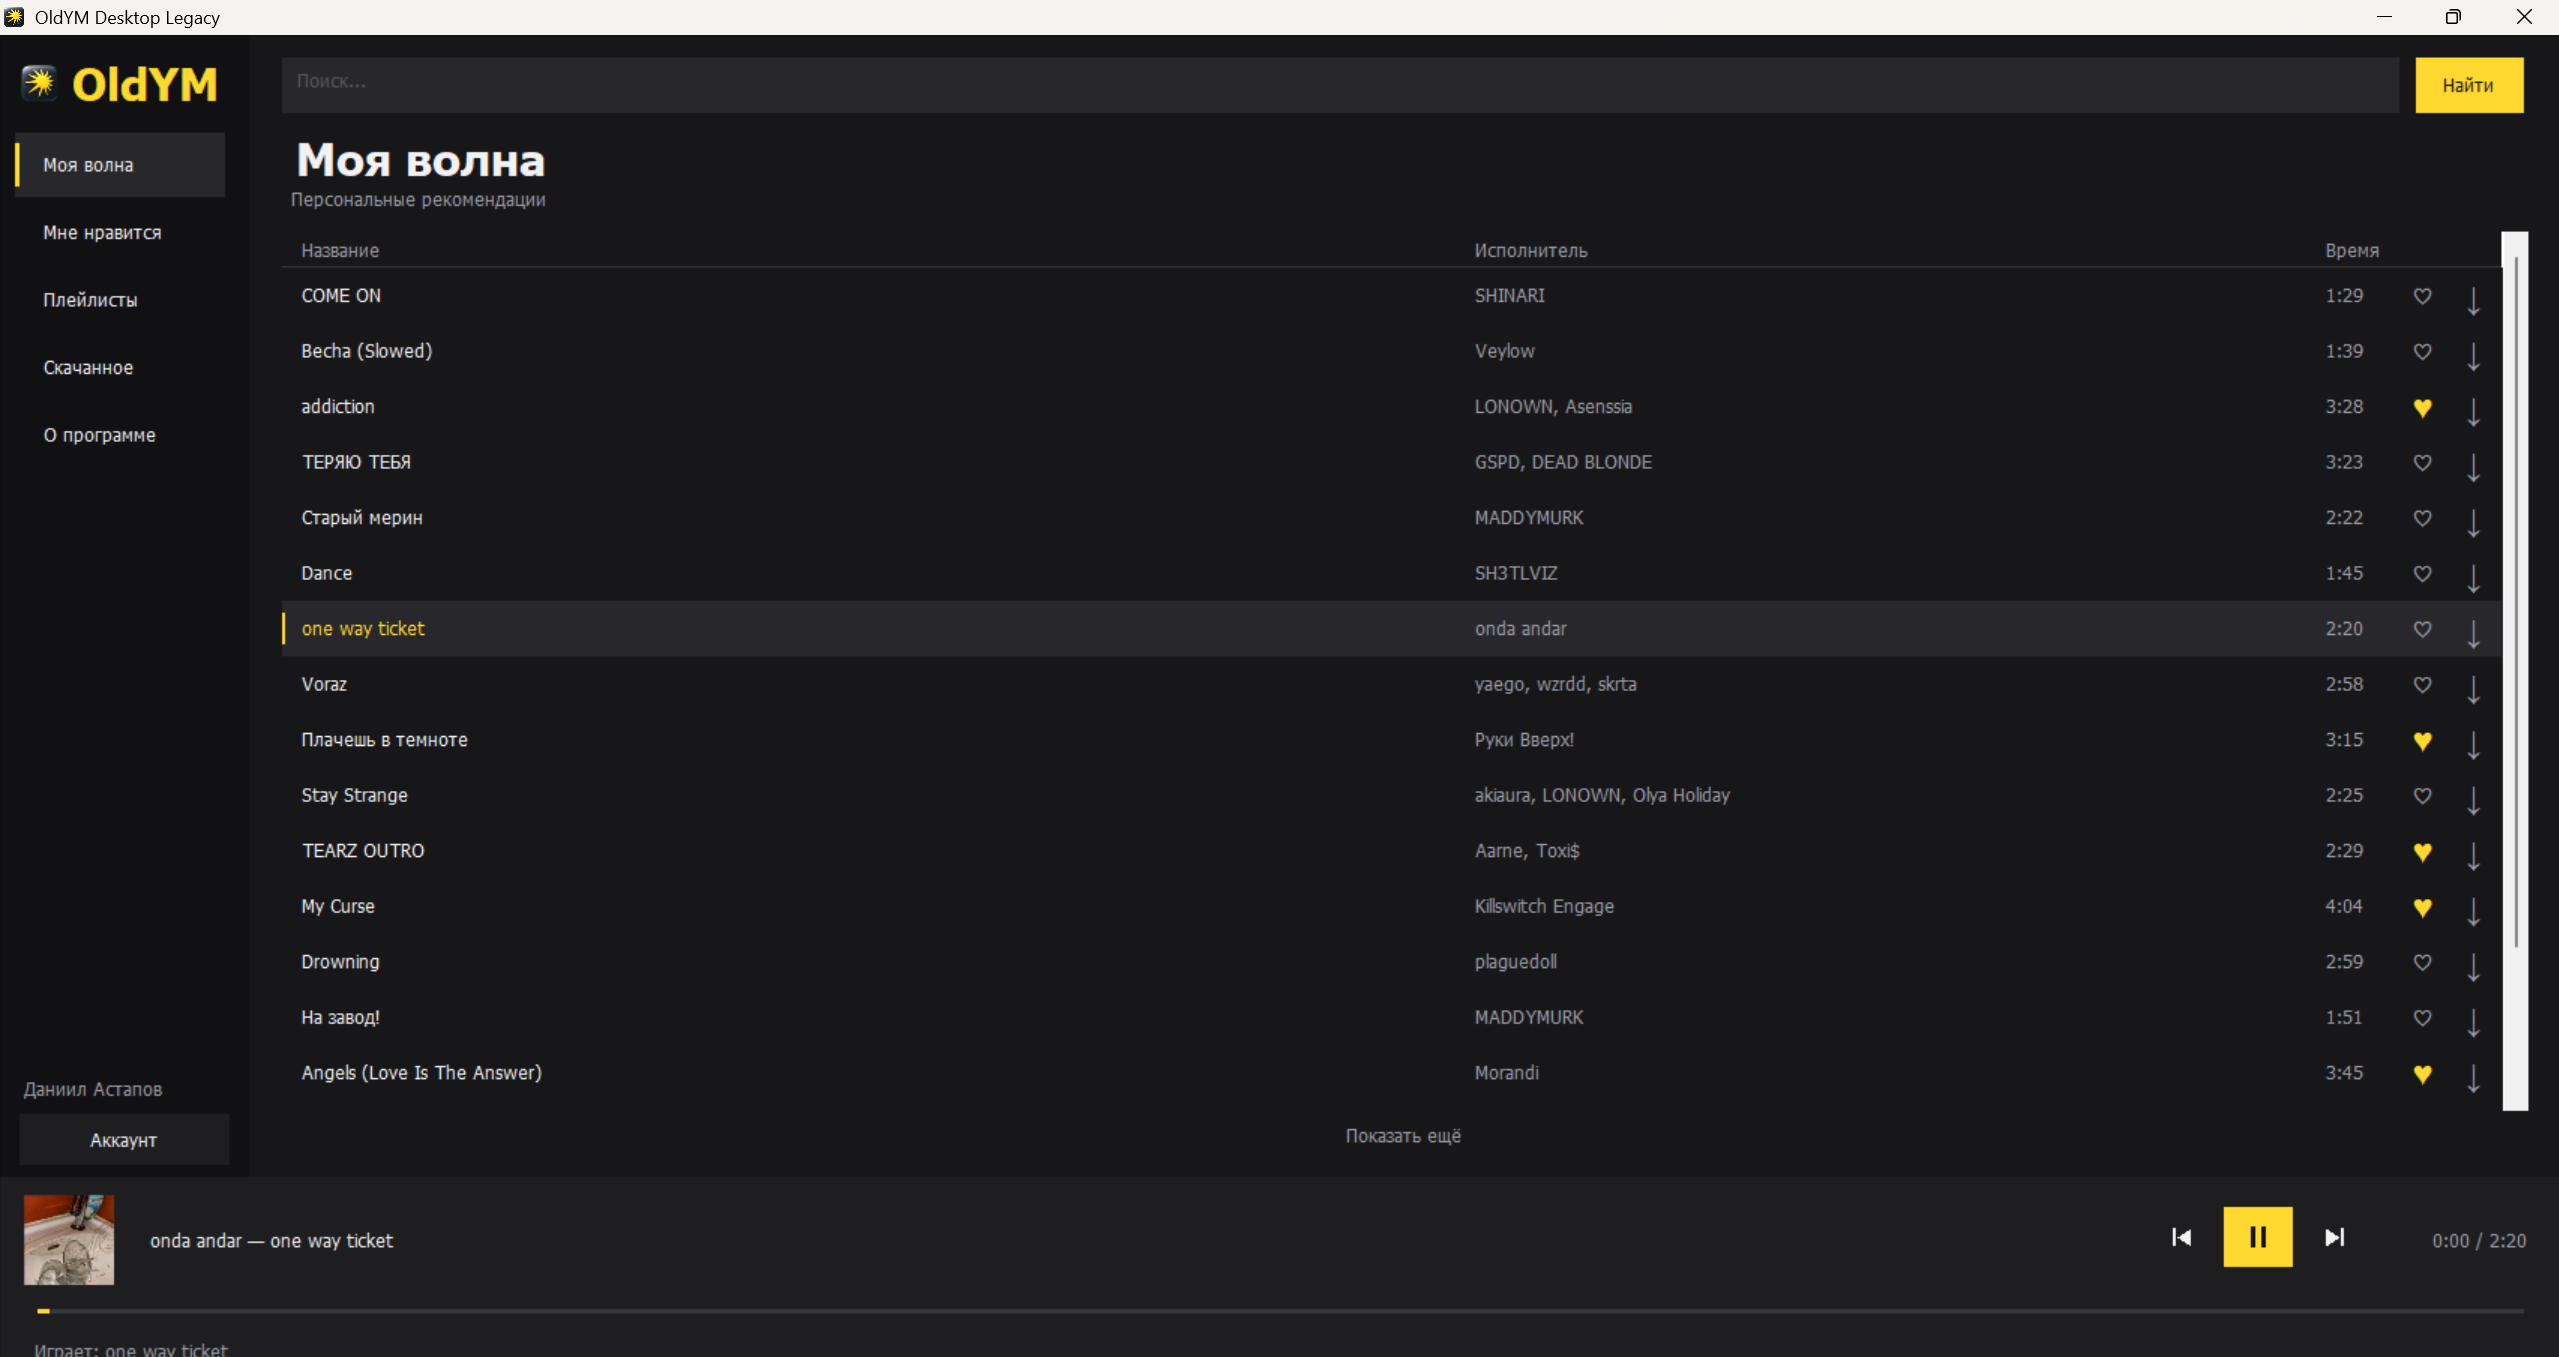 OldYM Desktop Legacy
OldYM
Поиск...
Найти
Моя волна
Мне нравится
Плейлисты
Скачанное
О программе
Моя волна
Персональные рекомендации
Название Исполнитель Время
COME ON SHINARI 1:29
Becha (Slowed) Veylow 1:39
addiction LONOWN, Asenssia 3:28
ТЕРЯЮ ТЕБЯ GSPD, DEAD BLONDE 3:23
Старый мерин MADDYMURK 2:22
Dance SH3TLVIZ 1:45
one way ticket onda andar 2:20
Voraz yaego, wzrdd, skrta 2:58
Плачешь в темноте Руки Вверх! 3:15
Stay Strange akiaura, LONOWN, Olya Holiday 2:25
TEARZ OUTRO Aarne, Toxi$ 2:29
My Curse Killswitch Engage 4:04
Drowning plaguedoll 2:59
На завод! MADDYMURK 1:51
Angels (Love Is The Answer) Morandi 3:45
Показать ещё
Даниил Астапов
Аккаунт
onda andar — one way ticket
0:00 / 2:20
Играет: one way ticket